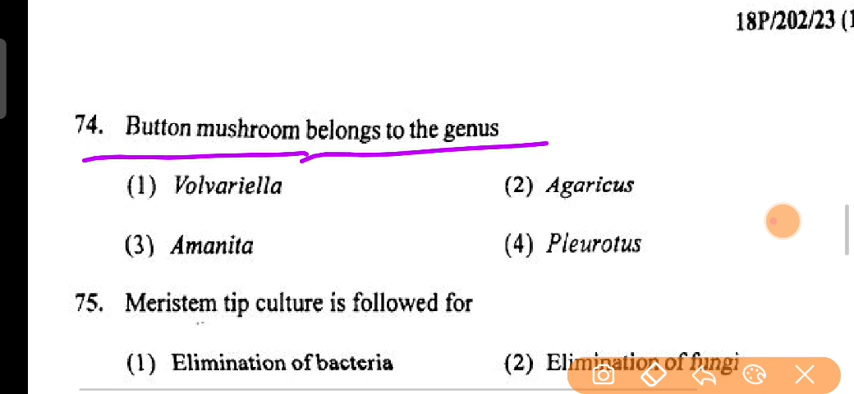 18P/202/23 (1
74. Button mushroom belongs to the genus
(1) Volvariella (2) Agaricus
(3) Amanita (4) Pleurotus
75. Meristem tip culture is followed for
(1) Elimination of bacteria (2) Elimination of fungi